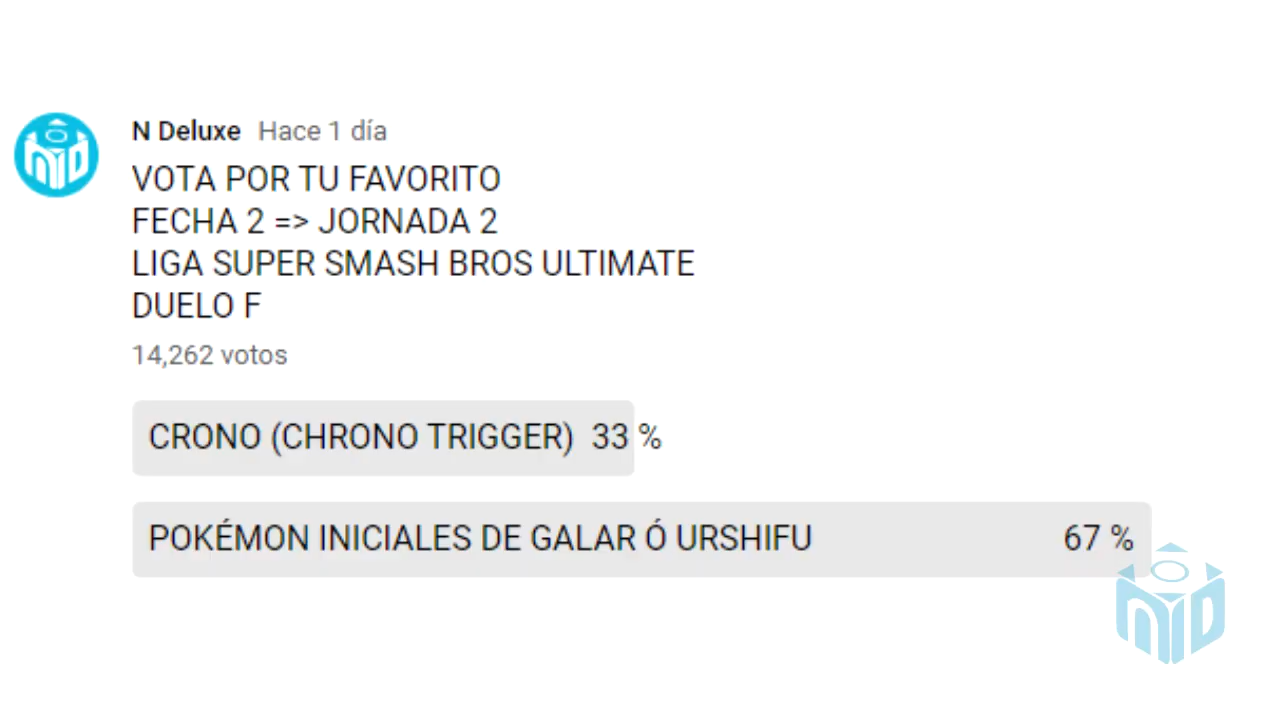 N Deluxe Hace 1 día
VOTA POR TU FAVORITO
FECHA 2 => JORNADA 2
LIGA SUPER SMASH BROS ULTIMATE
DUELO F
14,262 votos
CRONO (CHRONO TRIGGER) 33 %
POKÉMON INICIALES DE GALAR Ó URSHIFU 67 %
ND